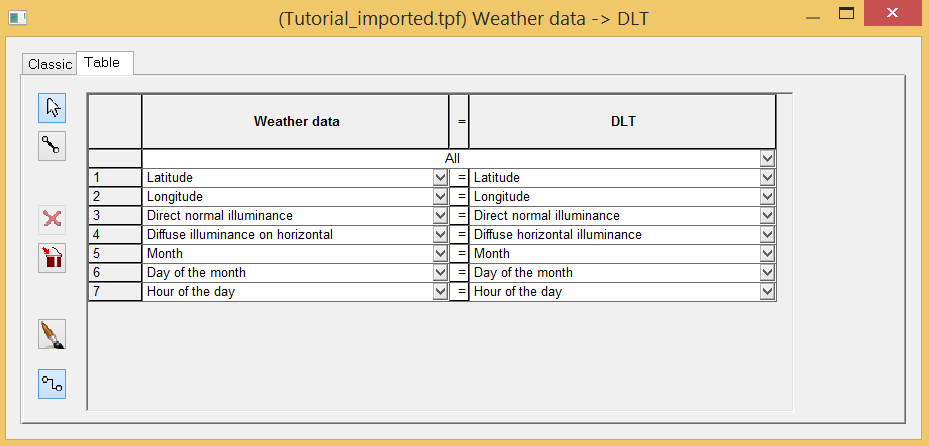 (Tutorial_imported.tpf) Weather data -> DLT
Classic Table
Weather data = DLT
All
1 Latitude = Latitude
2 Longitude = Longitude
3 Direct normal illuminance = Direct normal illuminance
4 Diffuse illuminance on horizontal = Diffuse horizontal illuminance
5 Month = Month
6 Day of the month = Day of the month
7 Hour of the day = Hour of the day